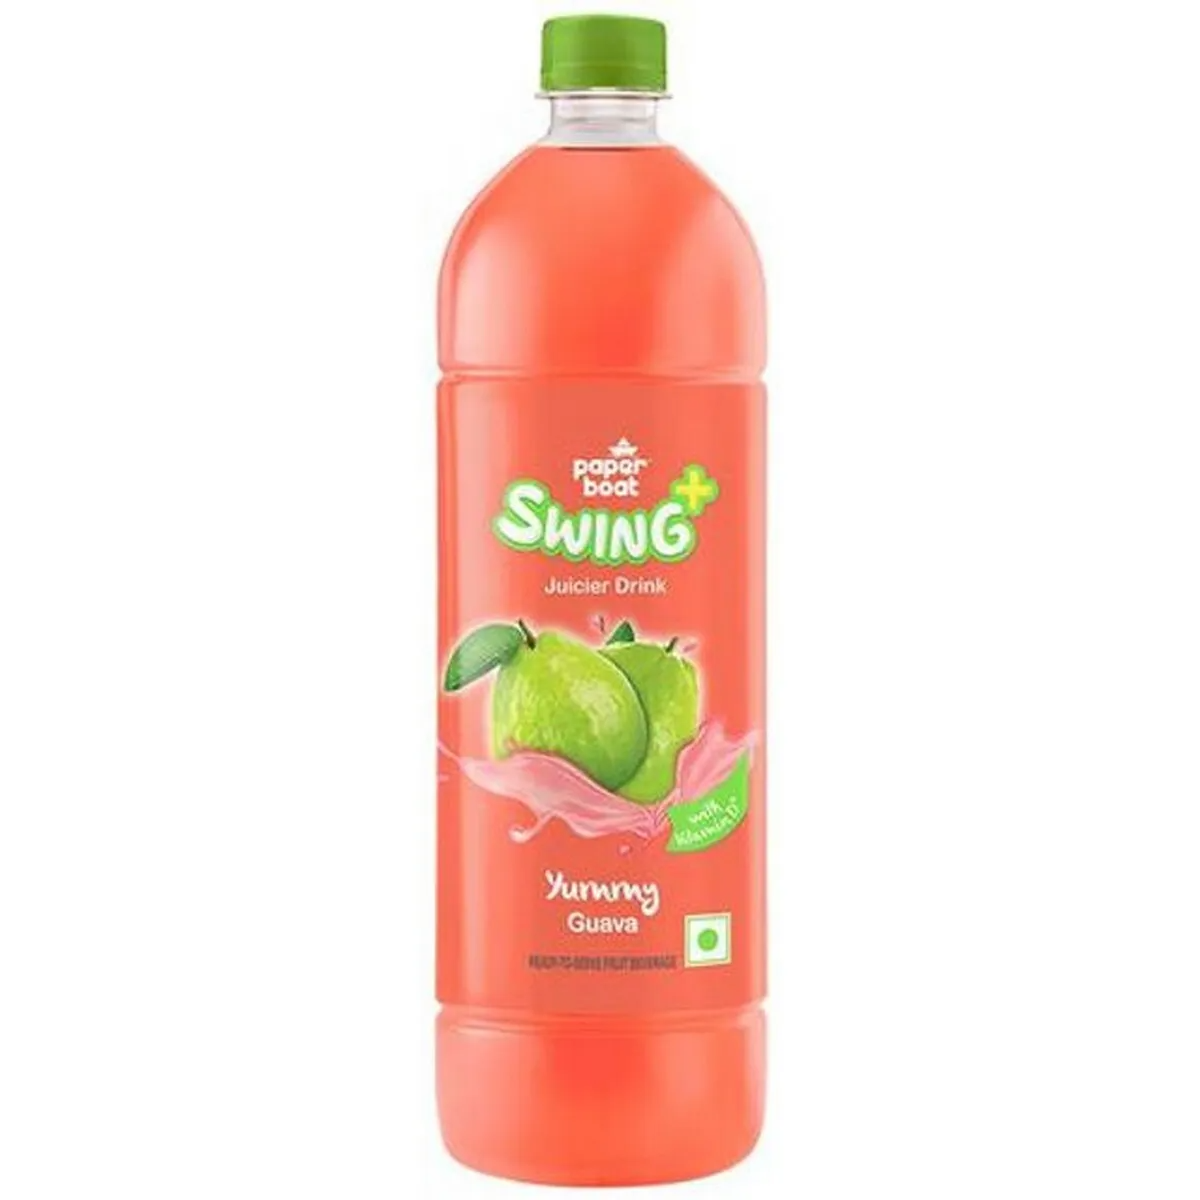 paper
boat
SWING+
Juicier Drink
with
Vitamin D*
Yummy
Guava
READY-TO-SERVE FRUIT BEVERAGE